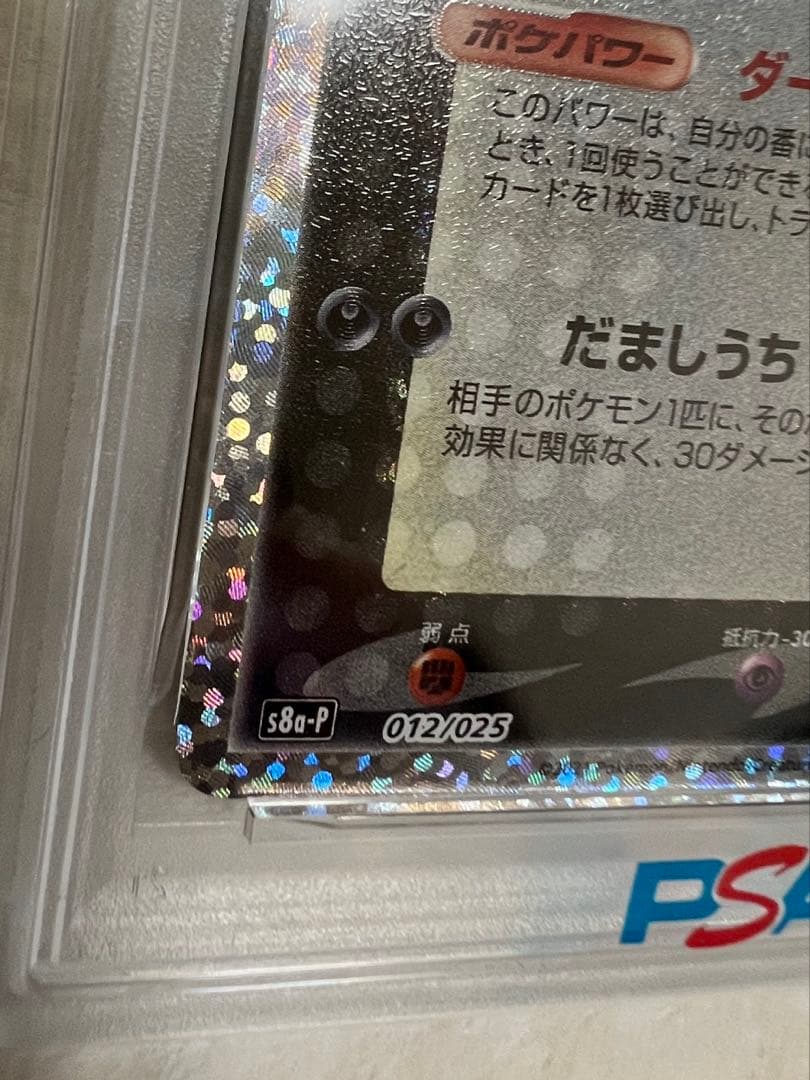 ポケパワー ダー
このパワーは、自分の番に
とき、1回使うことができ
カードを1枚選び出し、トラ
だましうち
相手のポケモン1匹に、その
効果に関係なく、30ダメージ
弱点
抵抗力 -30
s8a-P 012/025
PSA